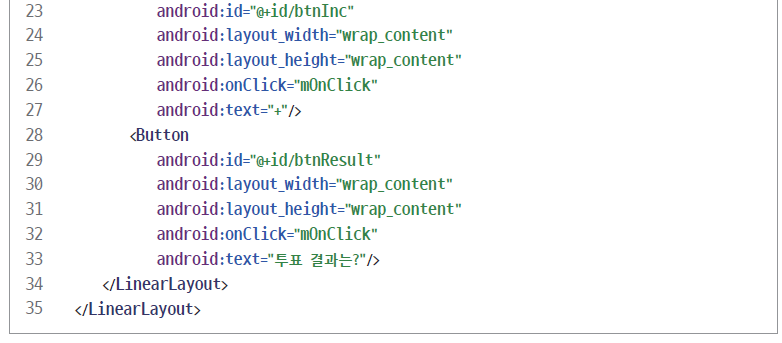 23 android:id="@+id/btnInc"
24 android:layout_width="wrap_content"
25 android:layout_height="wrap_content"
26 android:onClick="mOnClick"
27 android:text="+"/>
28 <Button
29 android:id="@+id/btnResult"
30 android:layout_width="wrap_content"
31 android:layout_height="wrap_content"
32 android:onClick="mOnClick"
33 android:text="투표 결과는?"/>
34 </LinearLayout>
35 </LinearLayout>